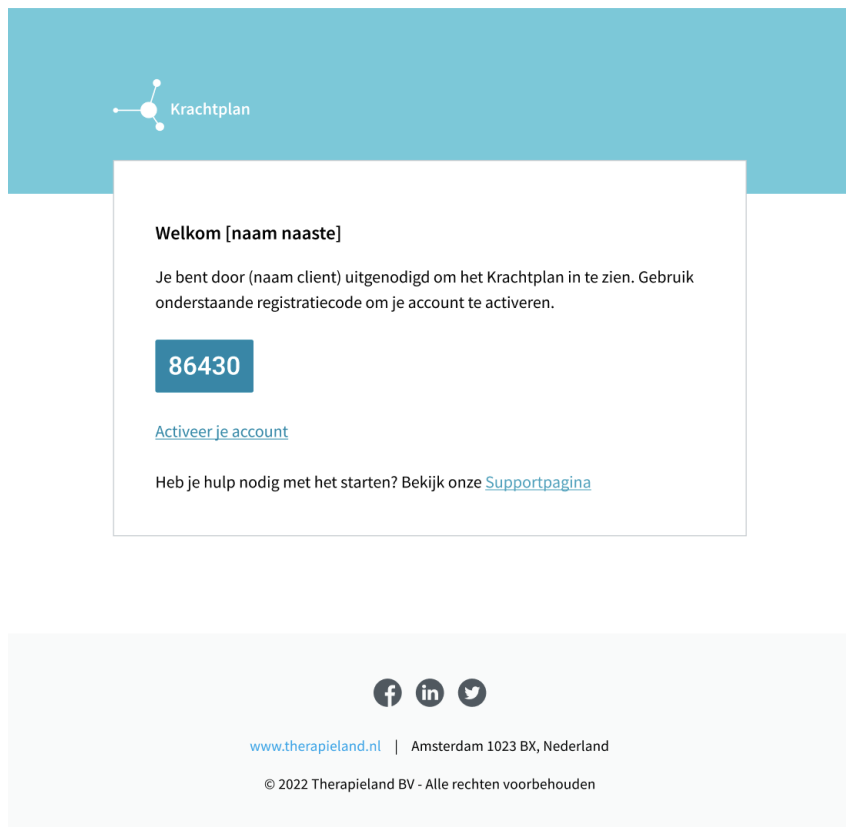 Krachtplan
Welkom [naam naaste]
Je bent door (naam client) uitgenodigd om het Krachtplan in te zien. Gebruik
onderstaande registratiecode om je account te activeren.
86430
Activeer je account
Heb je hulp nodig met het starten? Bekijk onze Supportpagina
www.therapieland.nl | Amsterdam 1023 BX, Nederland
© 2022 Therapieland BV - Alle rechten voorbehouden